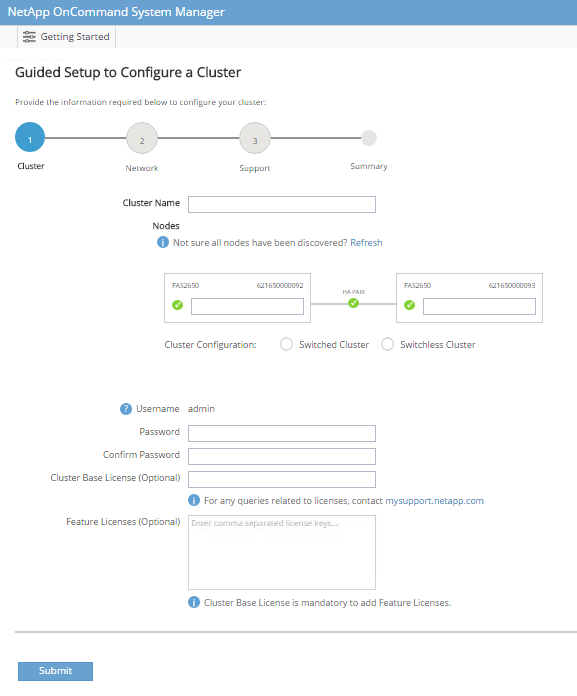 NetApp OnCommand System Manager
Getting Started
Guided Setup to Configure a Cluster
Provide the information required below to configure your cluster:
1
2
3
Cluster
Network
Support
Summary
Cluster Name
Nodes
Not sure all nodes have been discovered? Refresh
FAS2650 621650000092
HA PAIR
FAS2650 621650000093
Cluster Configuration: Switched Cluster Switchless Cluster
? Username admin
Password
Confirm Password
Cluster Base License (Optional)
i For any queries related to licenses, contact mysupport.netapp.com
Feature Licenses (Optional)
Enter comma separated license keys...
i Cluster Base License is mandatory to add Feature Licenses.
Submit